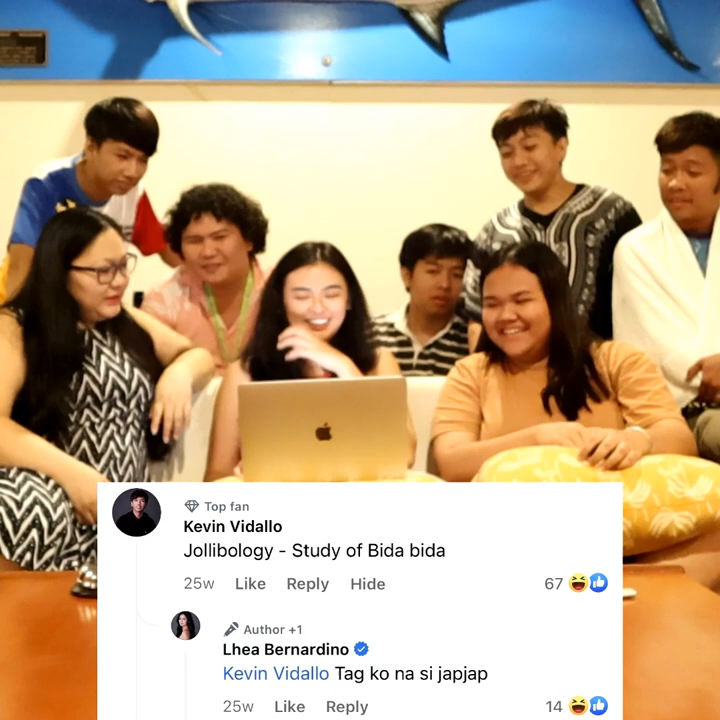 Top fan
Kevin Vidallo
Jollibology - Study of Bida bida
25w Like Reply Hide 67
Author +1
Lhea Bernardino
Kevin Vidallo Tag ko na si japjap
25w Like Reply 14